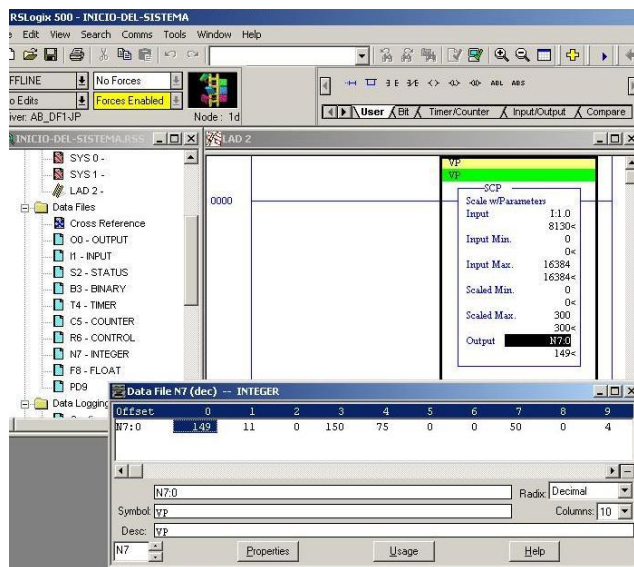 RSLogix 500 - INICIO-DEL-SISTEMA
Edit View Search Comms Tools Window Help
FFLINE No Forces
o Edits Forces Enabled
iver: AB_DF1-JP Node: 1d
ABL ABS
User Bit Timer/Counter Input/Output Compare
INICIO-DEL-SISTEMA.RSS
LAD 2
SYS 0 -
SYS 1 -
LAD 2 -
Data Files
Cross Reference
O0 - OUTPUT
I1 - INPUT
S2 - STATUS
B3 - BINARY
T4 - TIMER
C5 - COUNTER
R6 - CONTROL
N7 - INTEGER
F8 - FLOAT
PD9
Data Logging
0000
VP
VP
SCP
Scale w/Parameters
Input I:1.0
8130<
Input Min. 0
0<
Input Max. 16384
16384<
Scaled Min. 0
0<
Scaled Max. 300
300<
Output N7:0
149<
Data File N7 (dec) -- INTEGER
Offset 0 1 2 3 4 5 6 7 8 9
N7:0 149 11 0 150 75 0 0 50 0 4
N7:0
Radix: Decimal
Symbol: VP
Columns: 10
Desc: VP
N7
Properties Usage Help